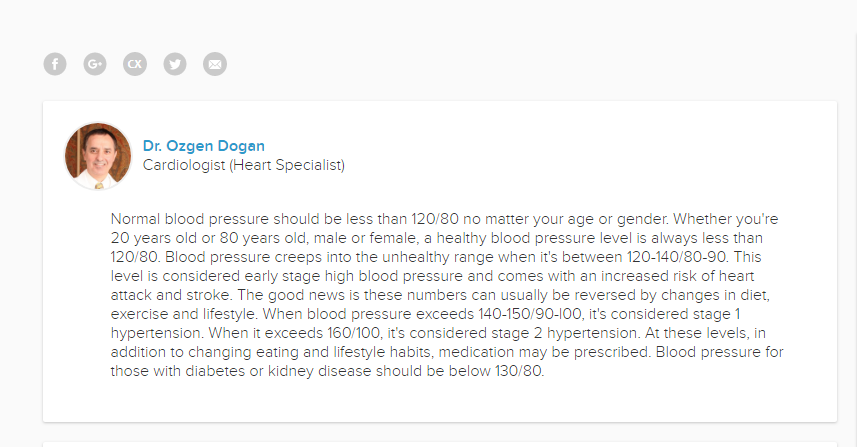 f
G+
CX
Dr. Ozgen Dogan
Cardiologist (Heart Specialist)
Normal blood pressure should be less than 120/80 no matter your age or gender. Whether you're
20 years old or 80 years old, male or female, a healthy blood pressure level is always less than
120/80. Blood pressure creeps into the unhealthy range when it's between 120-140/80-90. This
level is considered early stage high blood pressure and comes with an increased risk of heart
attack and stroke. The good news is these numbers can usually be reversed by changes in diet,
exercise and lifestyle. When blood pressure exceeds 140-150/90-l00, it's considered stage 1
hypertension. When it exceeds 160/100, it's considered stage 2 hypertension. At these levels, in
addition to changing eating and lifestyle habits, medication may be prescribed. Blood pressure for
those with diabetes or kidney disease should be below 130/80.